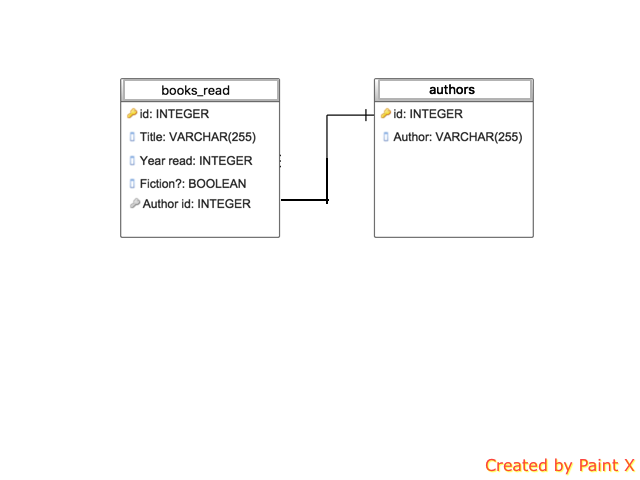 books_read
id: INTEGER
Title: VARCHAR(255)
Year read: INTEGER
Fiction?: BOOLEAN
Author id: INTEGER
authors
id: INTEGER
Author: VARCHAR(255)
Created by Paint X